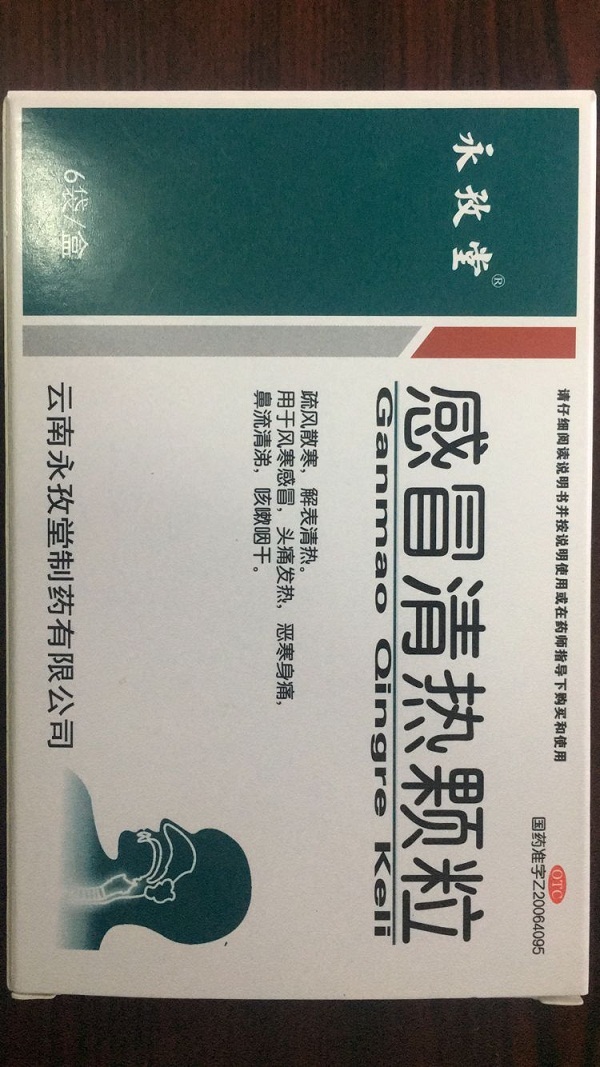 永孜堂®
6袋/盒
请仔细阅读说明书并按说明使用或在药师指导下购买和使用
OTC
国药准字Z20064095
感冒清热颗粒
Ganmao Qingre Keli
疏风散寒，解表清热。
用于风寒感冒，头痛发热，恶寒身痛，
鼻流清涕，咳嗽咽干。
云南永孜堂制药有限公司